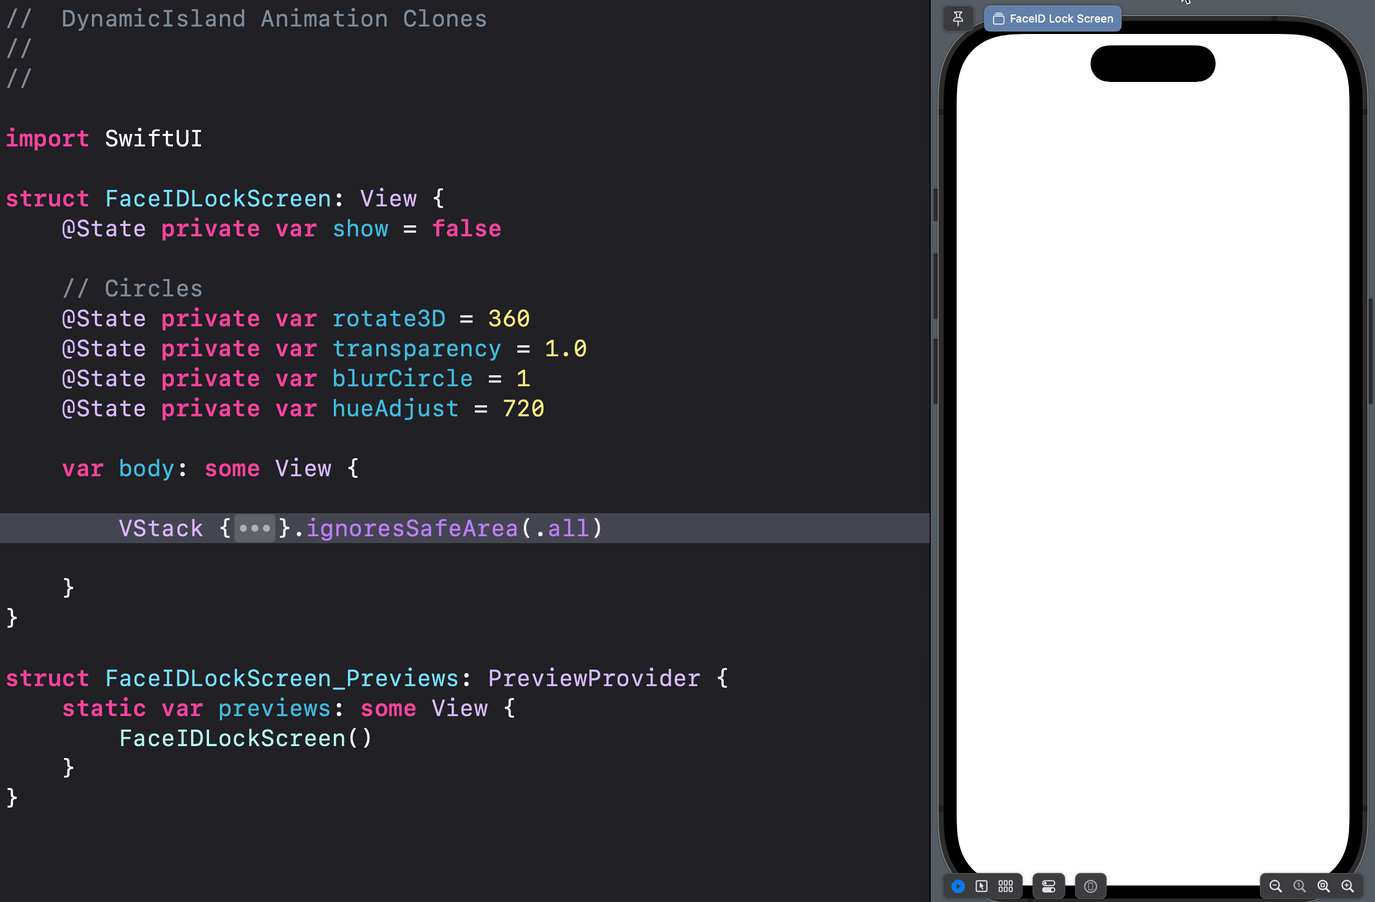 //  DynamicIsland Animation Clones
//
//
import SwiftUI
struct FaceIDLockScreen: View {
    @State private var show = false
    // Circles
    @State private var rotate3D = 360
    @State private var transparency = 1.0
    @State private var blurCircle = 1
    @State private var hueAdjust = 720
    var body: some View {
        VStack {•••}.ignoresSafeArea(.all)
    }
}
struct FaceIDLockScreen_Previews: PreviewProvider {
    static var previews: some View {
        FaceIDLockScreen()
    }
}
FaceID Lock Screen